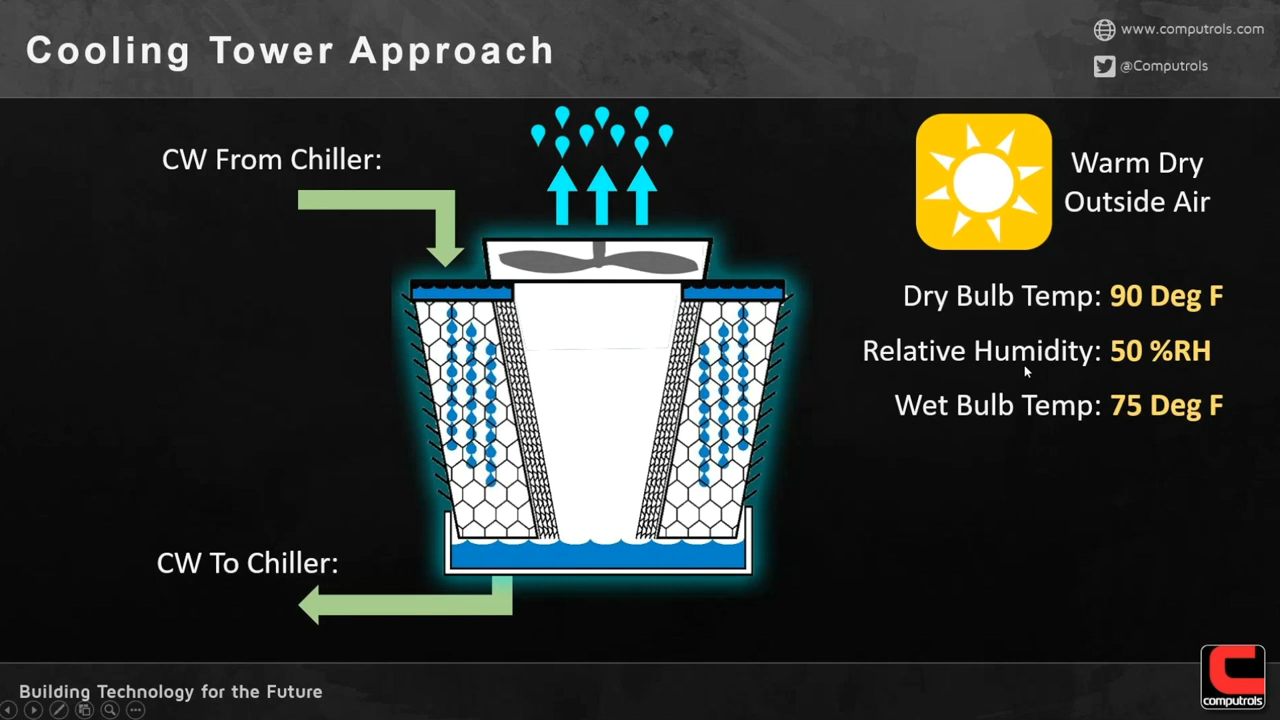 Cooling Tower Approach
www.computrols.com
@Computrols
CW From Chiller:
Warm Dry
Outside Air
Dry Bulb Temp: 90 Deg F
Relative Humidity: 50 %RH
Wet Bulb Temp: 75 Deg F
CW To Chiller:
Building Technology for the Future
computrols